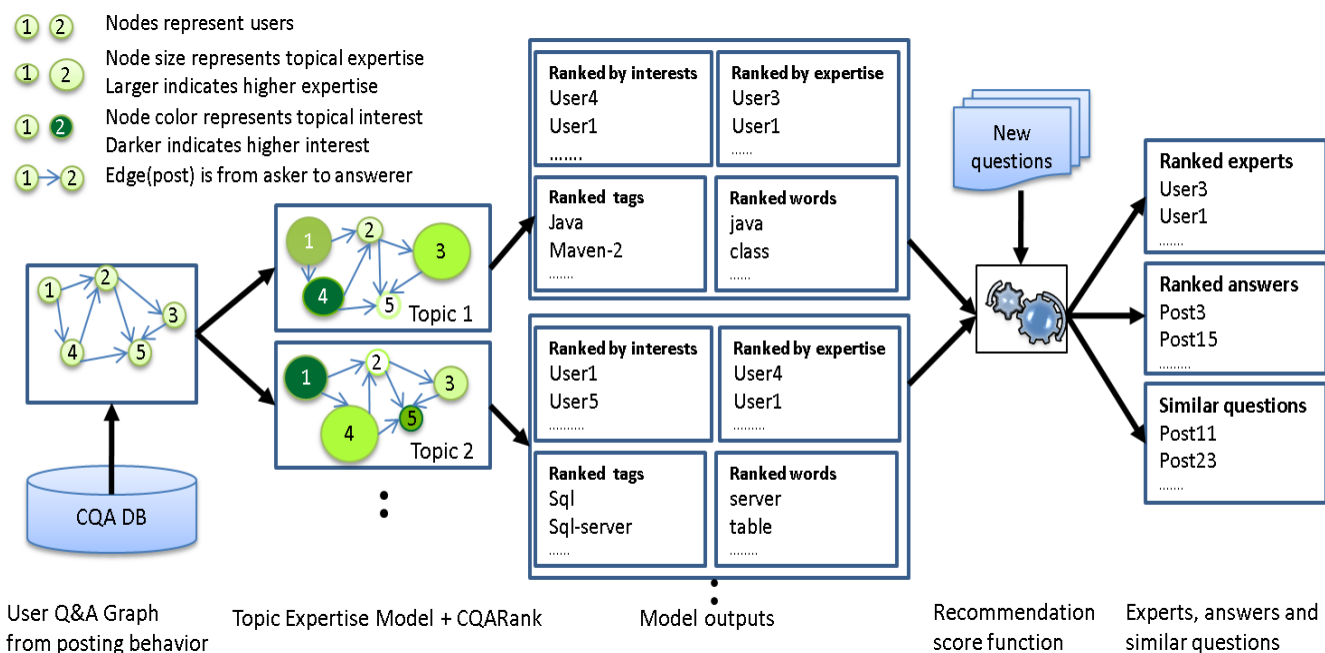 1 2 Nodes represent users
1 2 Node size represents topical expertise
Larger indicates higher expertise
1 2 Node color represents topical interest
Darker indicates higher interest
1 2 Edge(post) is from asker to answerer
1
2
3
4
5
CQA DB
User Q&A Graph
from posting behavior
1
2
3
4
5
Topic 1
1
2
3
4
5
Topic 2
Topic Expertise Model + CQARank
Ranked by interests
User4
User1
.......
Ranked by expertise
User3
User1
......
Ranked tags
Java
Maven-2
.......
Ranked words
java
class
......
Ranked by interests
User1
User5
..........
Ranked by expertise
User4
User1
.........
Ranked tags
Sql
Sql-server
......
Ranked words
server
table
........
Model outputs
New
questions
Recommendation
score function
Ranked experts
User3
User1
.......
Ranked answers
Post3
Post15
.........
Similar questions
Post11
Post23
.......
Experts, answers and
similar questions